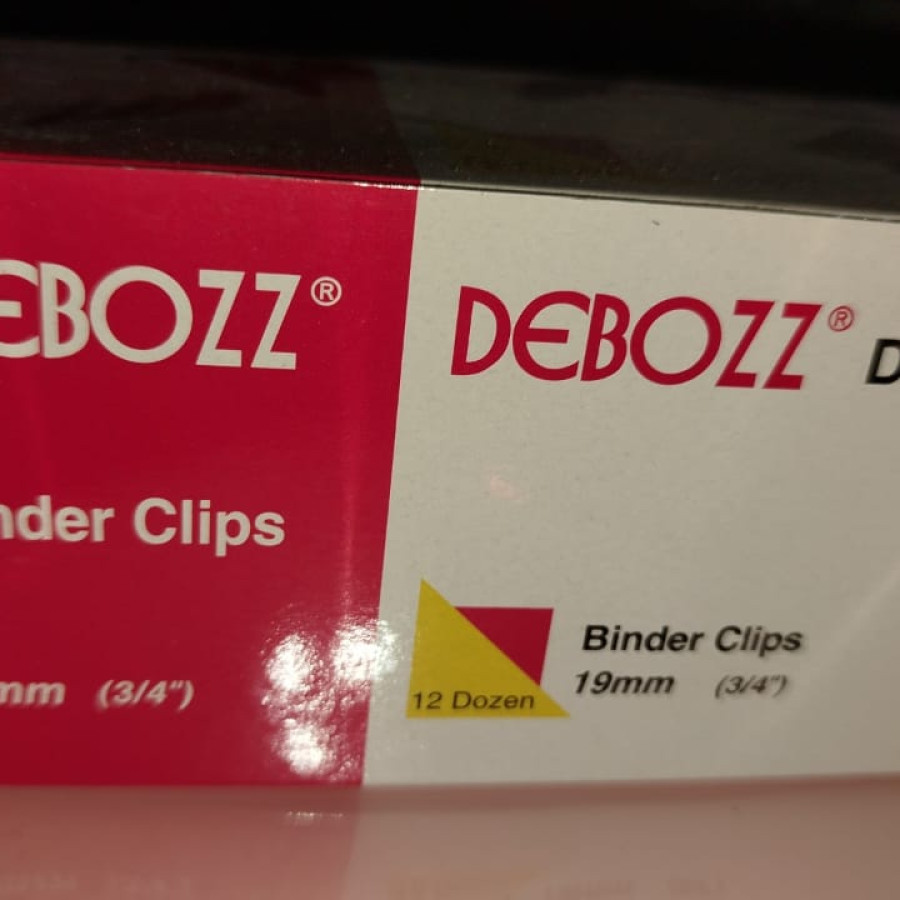 EBOZZ®
nder Clips
mm (3/4")
DEBOZZ® D
12 Dozen
Binder Clips
19mm (3/4")